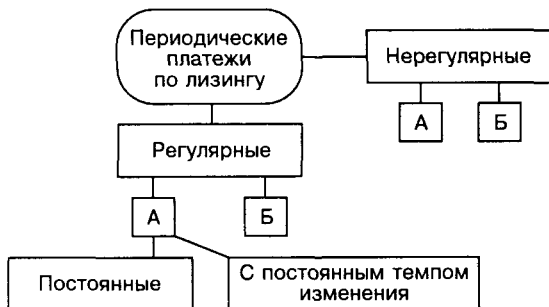 Периодические
платежи
по лизингу
Нерегулярные
А
Б
Регулярные
А
Б
Постоянные
С постоянным темпом
изменения